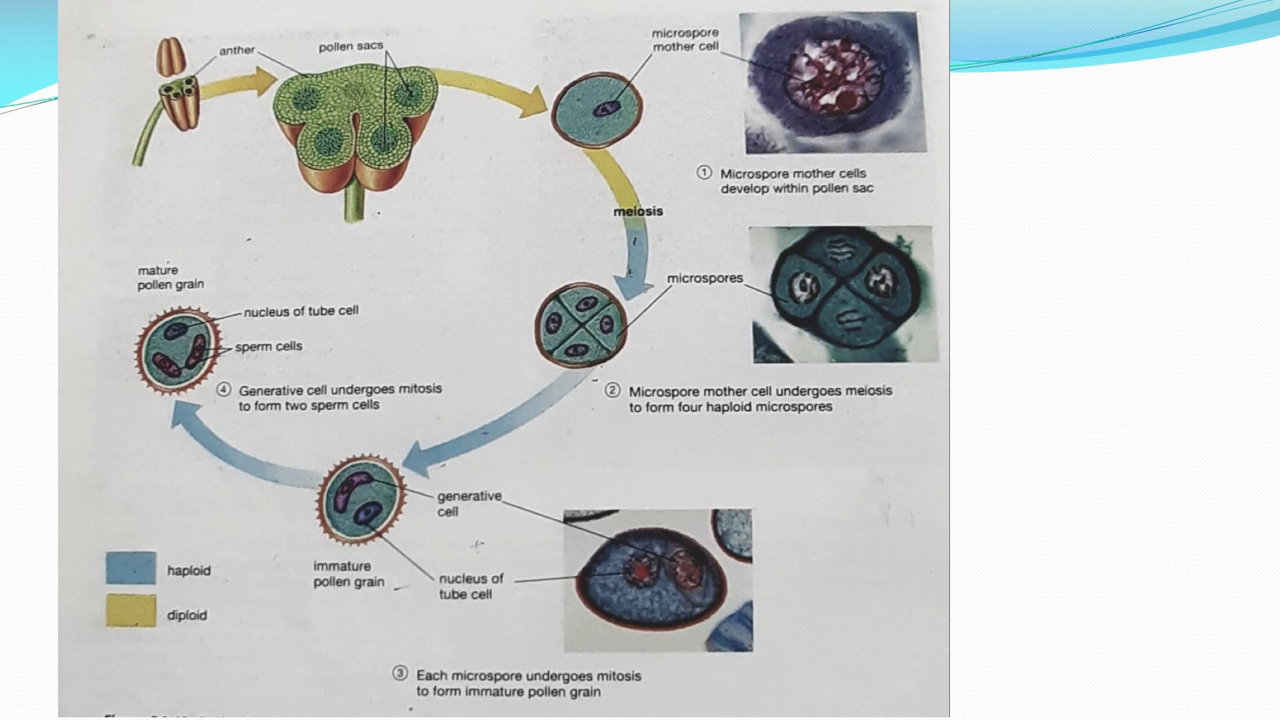 anther
pollen sacs
microspore
mother cell
① Microspore mother cells
develop within pollen sac
meiosis
mature
pollen grain
microspores
nucleus of tube cell
sperm cells
④ Generative cell undergoes mitosis
to form two sperm cells
② Microspore mother cell undergoes meiosis
to form four haploid microspores
generative
cell
haploid
immature
pollen grain
nucleus of
tube cell
diploid
③ Each microspore undergoes mitosis
to form immature pollen grain